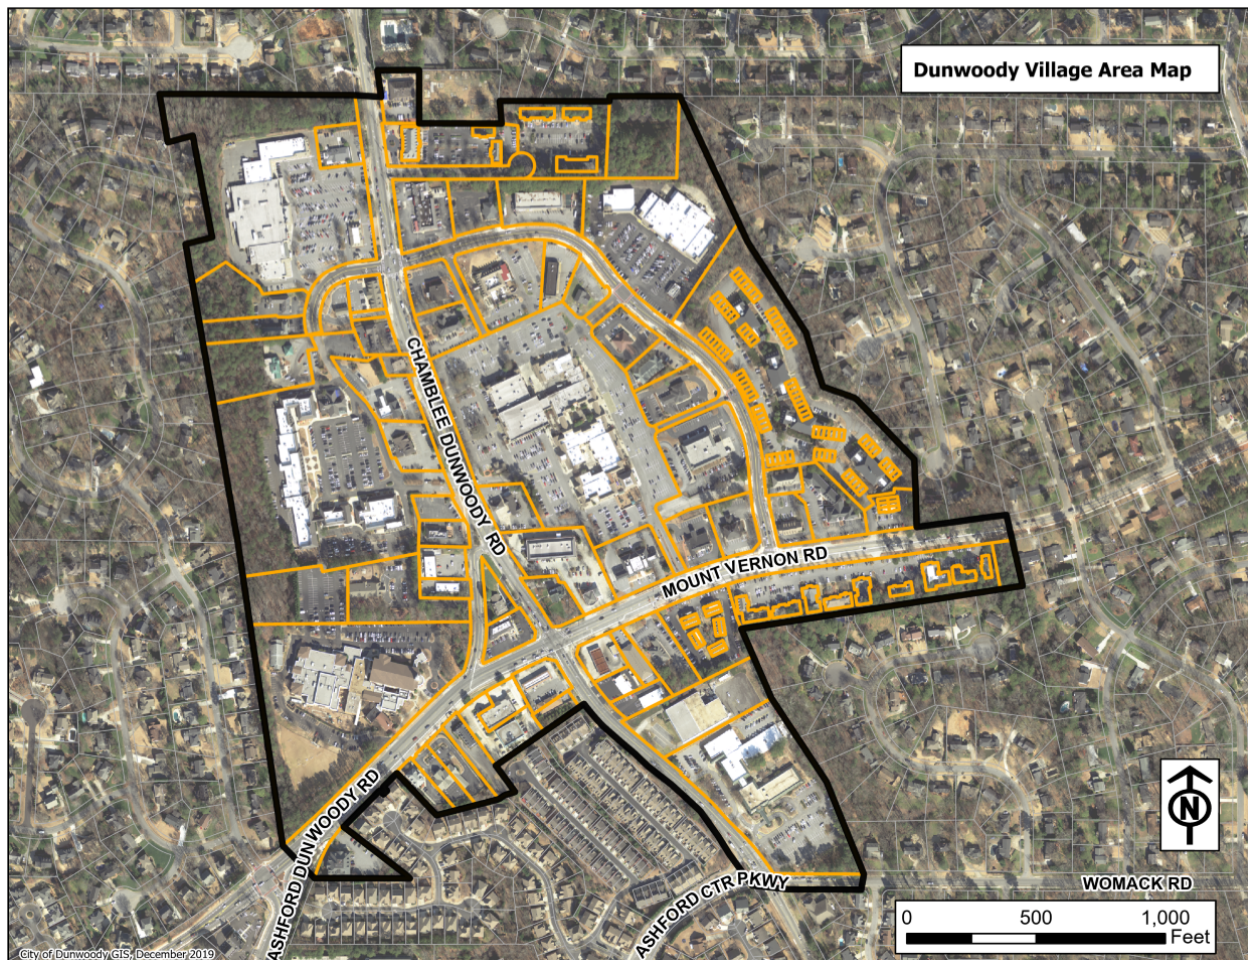 Dunwoody Village Area Map
CHAMBLEE DUNWOODY RD
MOUNT VERNON RD
ASHFORD DUNWOODY RD
ASHFORD CTR PKWY
WOMACK RD
N
0 500 1,000
Feet
City of Dunwoody GIS, December 2019